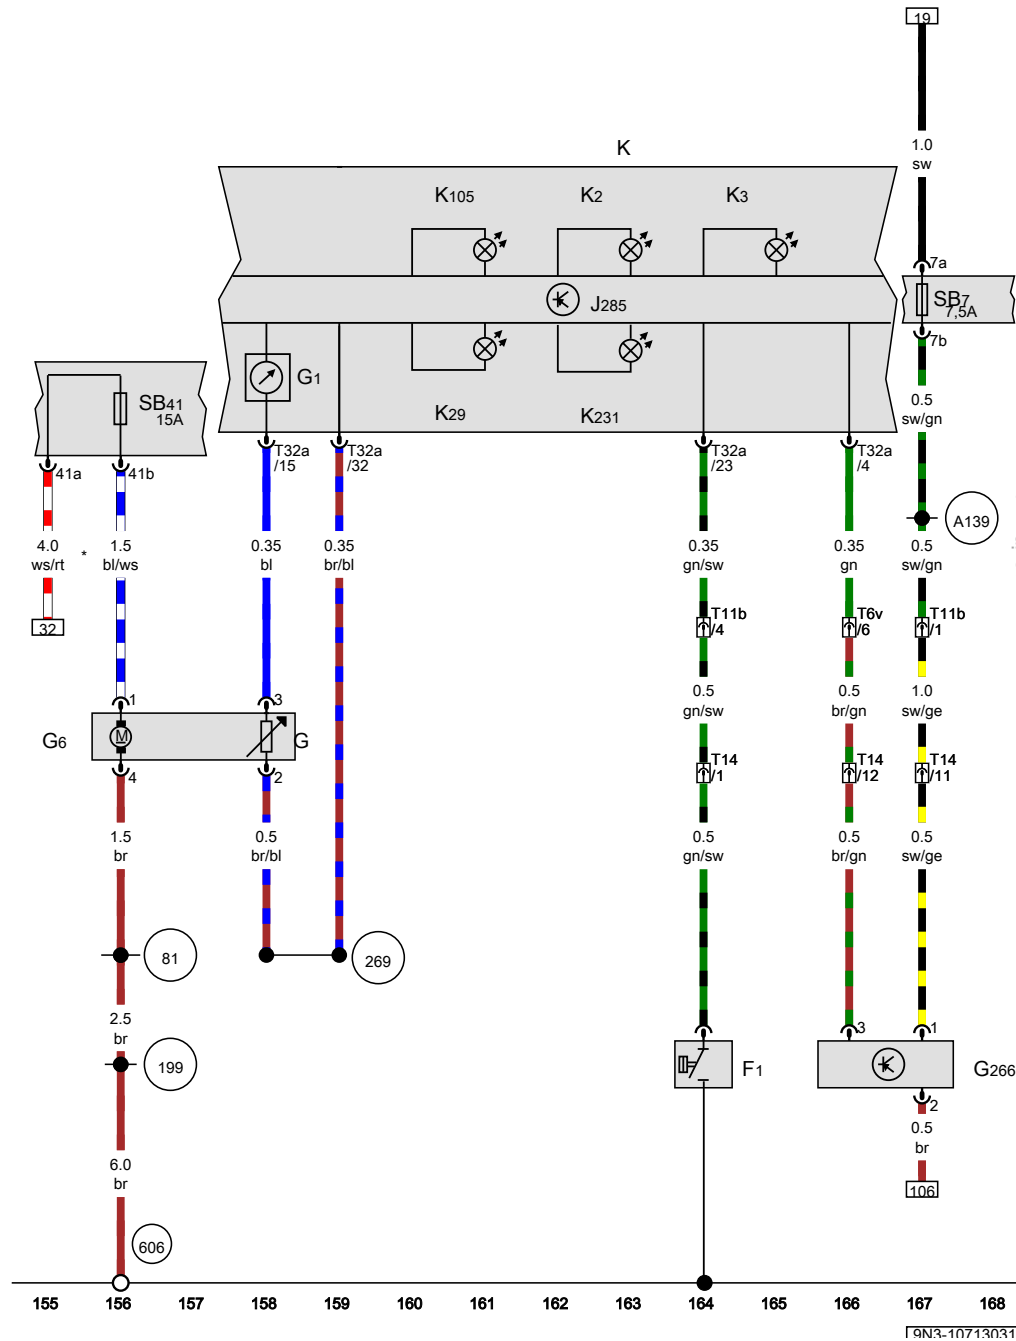 19
1.0
sw
K
K105
K2
K3
7a
J285
SB7
7,5A
7b
G1
SB41
15A
0.5
sw/gn
K29
K231
41a
41b
T32a
/15
T32a
/32
T32a
/23
T32a
/4
A139
4.0
ws/rt
*
1.5
bl/ws
0.35
bl
0.35
br/bl
0.35
gn/sw
0.35
gn
0.5
sw/gn
32
T11b
/4
T6v
/6
T11b
/1
1
3
0.5
gn/sw
0.5
br/gn
1.0
sw/ge
G6
M
G
4
2
T14
/1
T14
/12
T14
/11
1.5
br
0.5
br/bl
0.5
gn/sw
0.5
br/gn
0.5
sw/ge
81
269
2.5
br
3
1
199
F1
G266
2
0.5
br
6.0
br
106
606
155 156 157 158 159 160 161 162 163 164 165 166 167 168
9N3-10713031